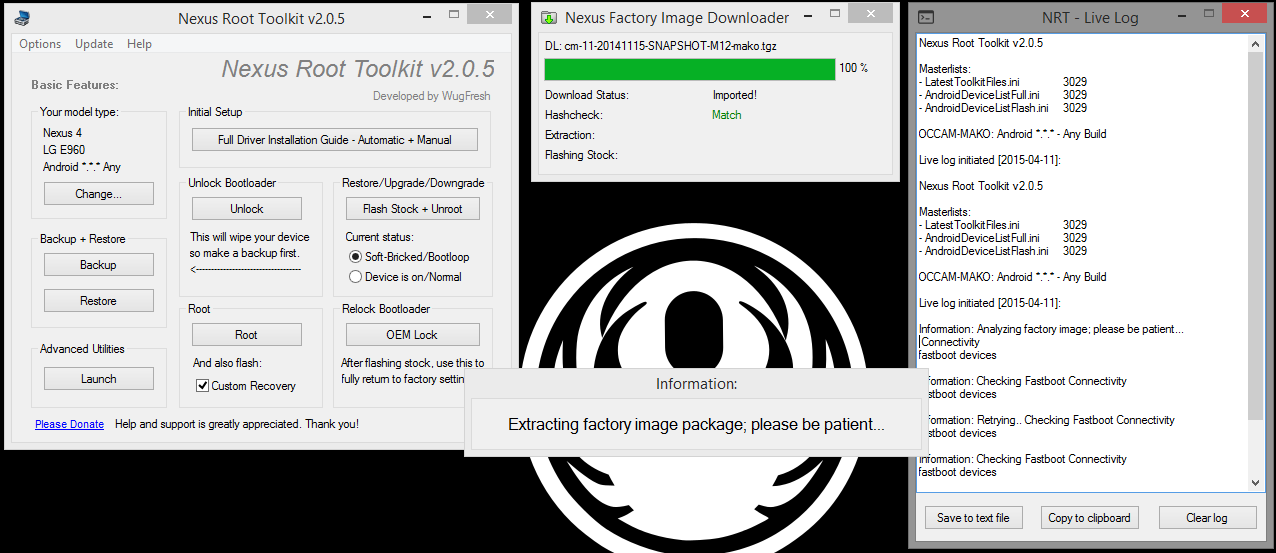 Nexus Root Toolkit v2.0.5
Options Update Help
Nexus Root Toolkit v2.0.5
Developed by WugFresh
Basic Features:
Your model type:
Nexus 4
LG E960
Android *.*.* Any
Change...
Backup + Restore
Backup
Restore
Advanced Utilities
Launch
Initial Setup
Full Driver Installation Guide - Automatic + Manual
Unlock Bootloader
Unlock
This will wipe your device
so make a backup first.
<-----------------------------------
Restore/Upgrade/Downgrade
Flash Stock + Unroot
Current status:
Soft-Bricked/Bootloop
Device is on/Normal
Root
Root
And also flash:
Custom Recovery
Relock Bootloader
OEM Lock
After flashing stock, use this to
fully return to factory settin
Please Donate Help and support is greatly appreciated. Thank you!
Nexus Factory Image Downloader
DL: cm-11-20141115-SNAPSHOT-M12-mako.tgz
100 %
Download Status: Imported!
Hashcheck: Match
Extraction:
Flashing Stock:
Information:
Extracting factory image package; please be patient...
NRT - Live Log
Nexus Root Toolkit v2.0.5
Masterlists:
- LatestToolkitFiles.ini 3029
- AndroidDeviceListFull.ini 3029
- AndroidDeviceListFlash.ini 3029
OCCAM-MAKO: Android *.*.* - Any Build
Live log initiated [2015-04-11]:
Nexus Root Toolkit v2.0.5
Masterlists:
- LatestToolkitFiles.ini 3029
- AndroidDeviceListFull.ini 3029
- AndroidDeviceListFlash.ini 3029
OCCAM-MAKO: Android *.*.* - Any Build
Live log initiated [2015-04-11]:
Information: Analyzing factory image; please be patient...
Connectivity
fastboot devices
nformation: Checking Fastboot Connectivity
astboot devices
nformation: Retrying.. Checking Fastboot Connectivity
astboot devices
nformation: Checking Fastboot Connectivity
fastboot devices
Save to text file
Copy to clipboard
Clear log